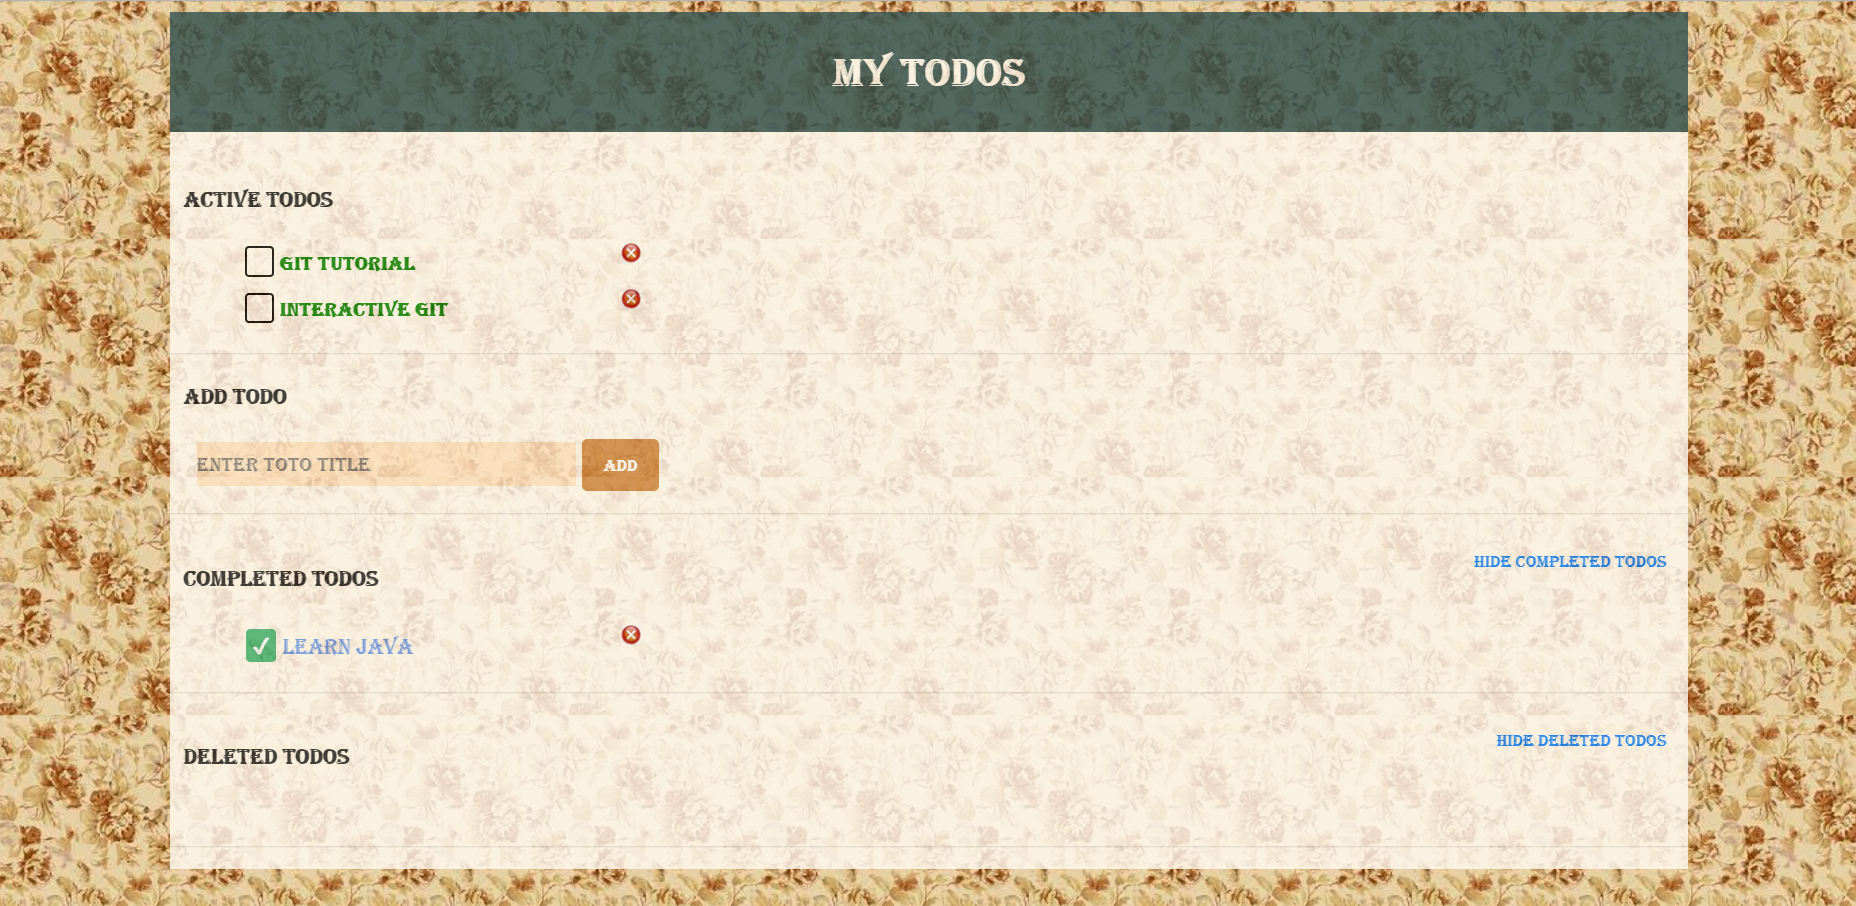 MY TODOS
ACTIVE TODOS
GIT TUTORIAL
INTERACTIVE GIT
ADD TODO
ENTER TOTO TITLE
ADD
HIDE COMPLETED TODOS
COMPLETED TODOS
LEARN JAVA
HIDE DELETED TODOS
DELETED TODOS